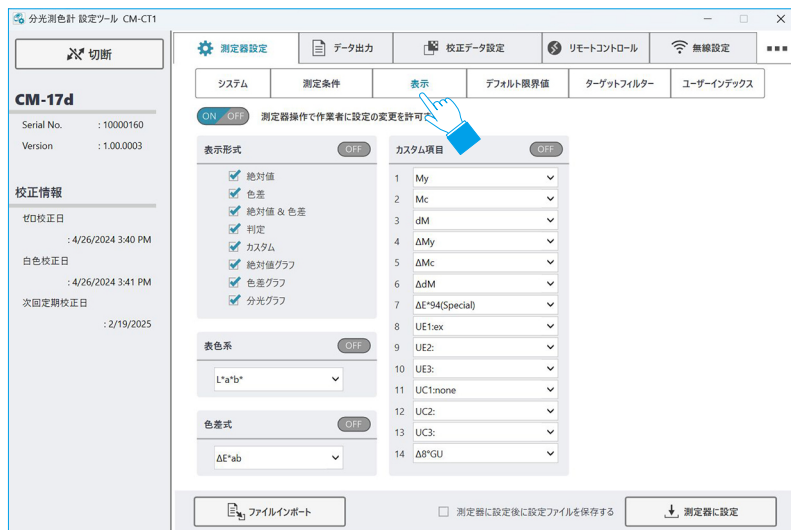 分光測色計 設定ツール CM-CT1
切断
測定器設定
データ出力
校正データ設定
リモートコントロール
無線設定
システム
測定条件
表示
デフォルト限界値
ターゲットフィルター
ユーザーインデックス
CM-17d
Serial No. : 10000160
Version : 1.00.0003
校正情報
ゼロ校正日
: 4/26/2024 3:40 PM
白色校正日
: 4/26/2024 3:41 PM
次回定期校正日
: 2/19/2025
ON OFF 測定器操作で作業者に設定の変更を許可
表示形式 OFF
絶対値
色差
絶対値 & 色差
判定
カスタム
絶対値グラフ
色差グラフ
分光グラフ
表色系 OFF
L*a*b*
色差式 OFF
ΔE*ab
カスタム項目 OFF
1 My
2 Mc
3 dM
4 ΔMy
5 ΔMc
6 ΔdM
7 ΔE*94(Special)
8 UE1:ex
9 UE2:
10 UE3:
11 UC1:none
12 UC2:
13 UC3:
14 Δ8°GU
ファイルインポート
測定器に設定後に設定ファイルを保存する
測定器に設定